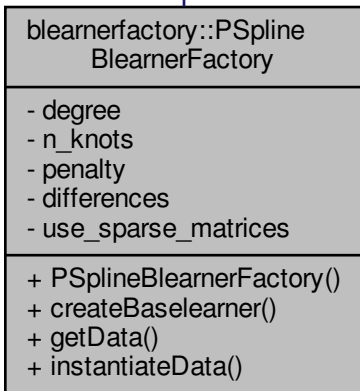 blearnerfactory::PSpline
BlearnerFactory
- degree
- n_knots
- penalty
- differences
- use_sparse_matrices
+ PSplineBlearnerFactory()
+ createBaselearner()
+ getData()
+ instantiateData()